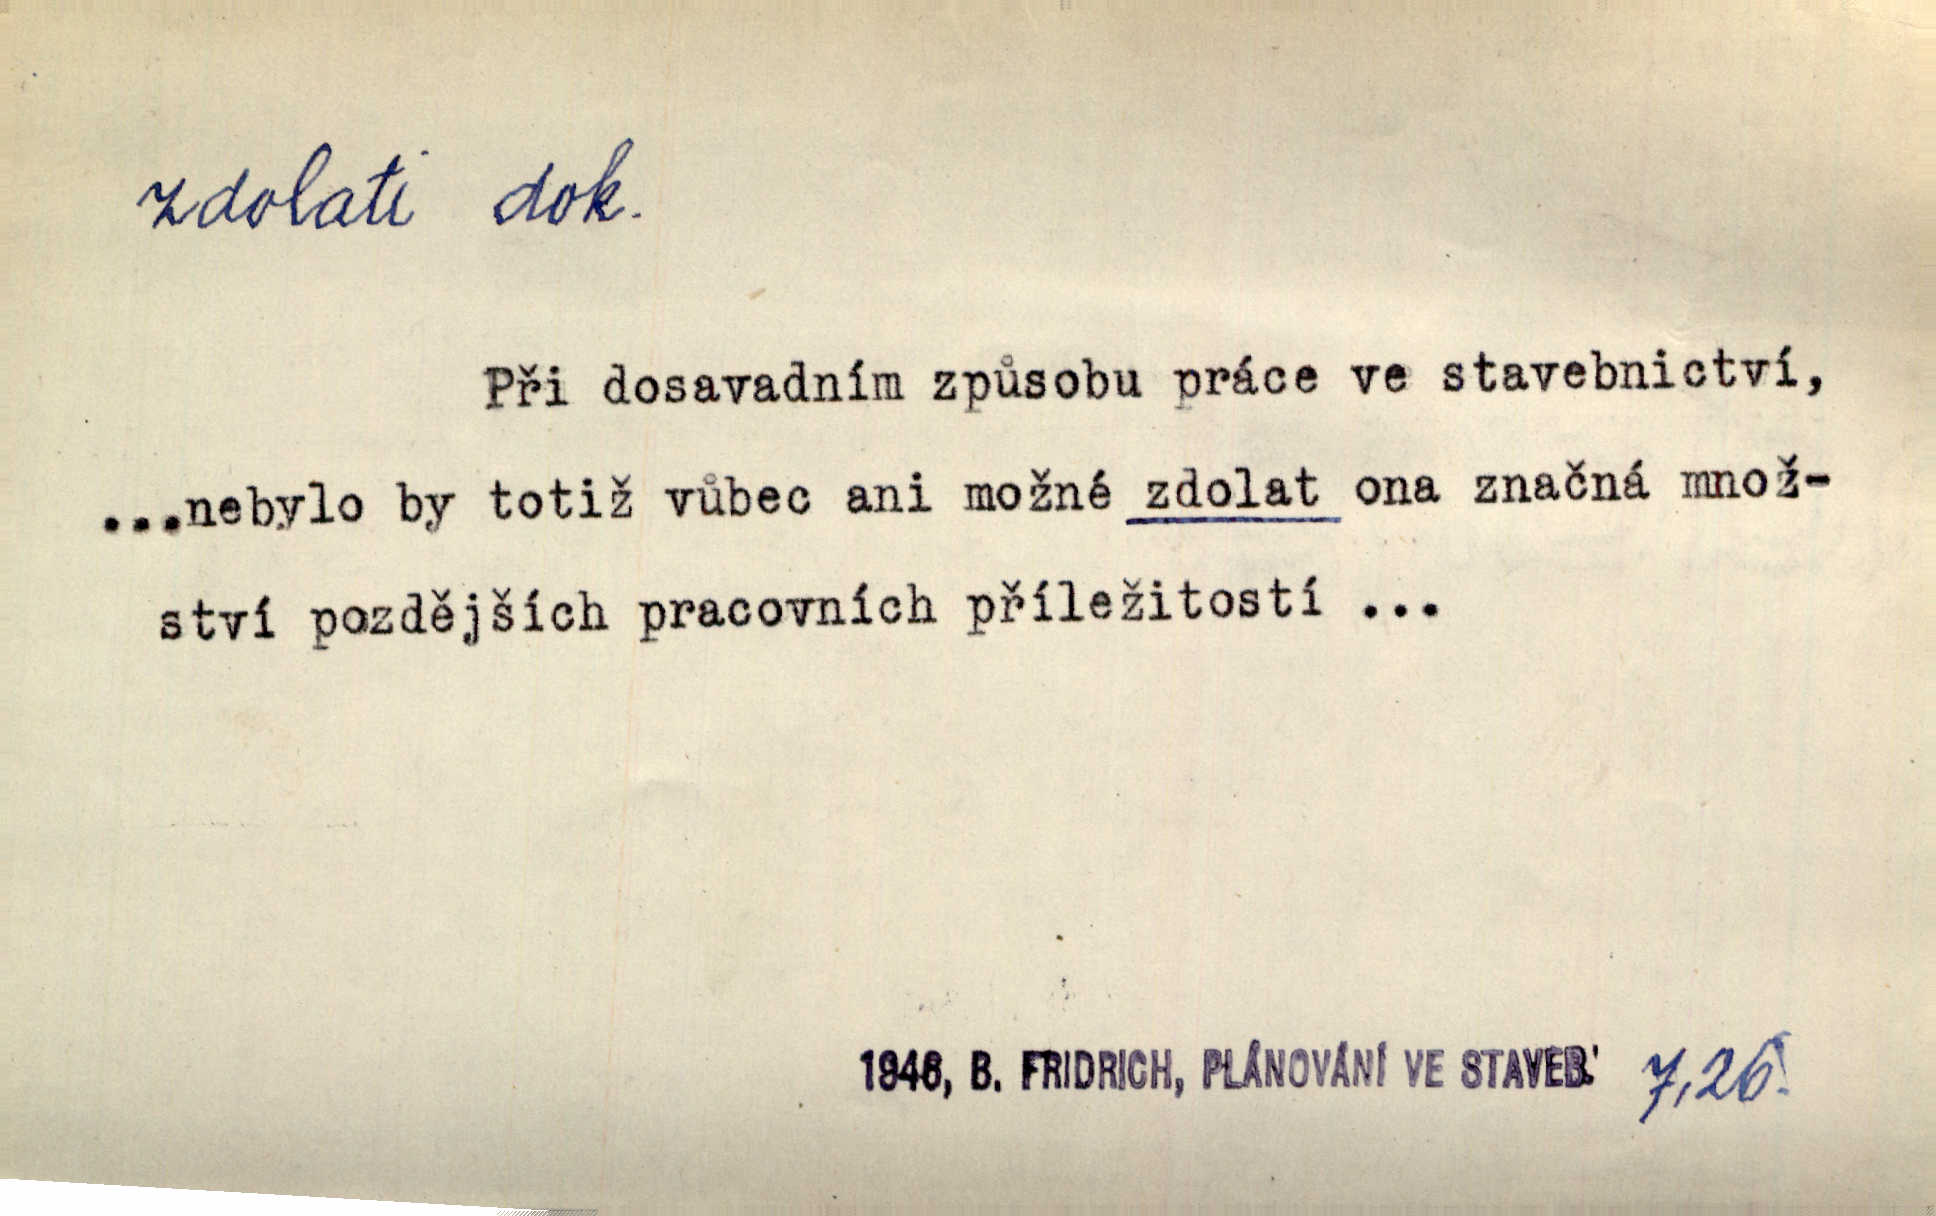 zdolati dok.
Při dosavadním způsobu práce ve stavebnictví,
...nebylo by totiž vůbec ani možné zdolat ona značná množ-
ství pozdějších pracovních příležitostí ...
1946, B. FRIDRICH, PLÁNOVÁNÍ VE STAVEB. 7,26.